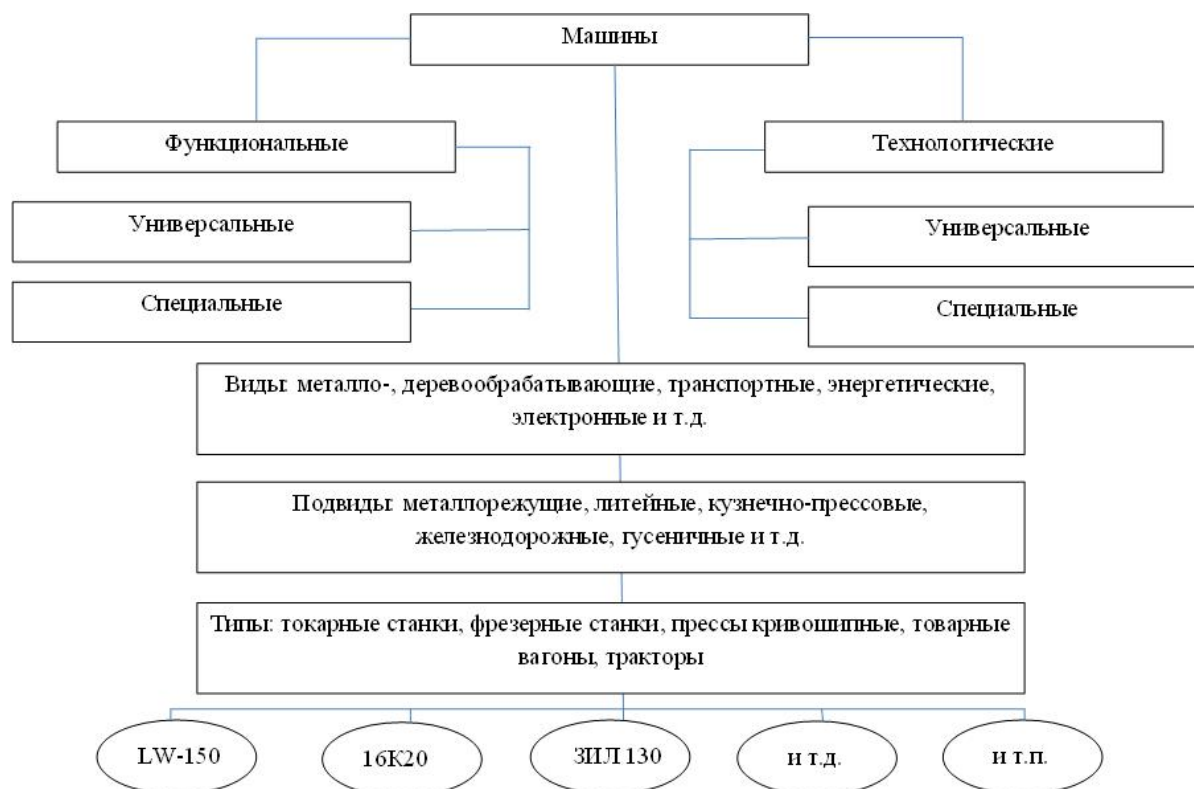 Машины
Функциональные
Технологические
Универсальные
Универсальные
Специальные
Специальные
Виды: металло-, деревообрабатывающие, транспортные, энергетические,
электронные и т.д.
Подвиды: металлорежущие, литейные, кузнечно-прессовые,
железнодорожные, гусеничные и т.д.
Типы: токарные станки, фрезерные станки, прессы кривошипные, товарные
вагоны, тракторы
LW-150
16К20
ЗИЛ 130
и т.д.
и т.п.